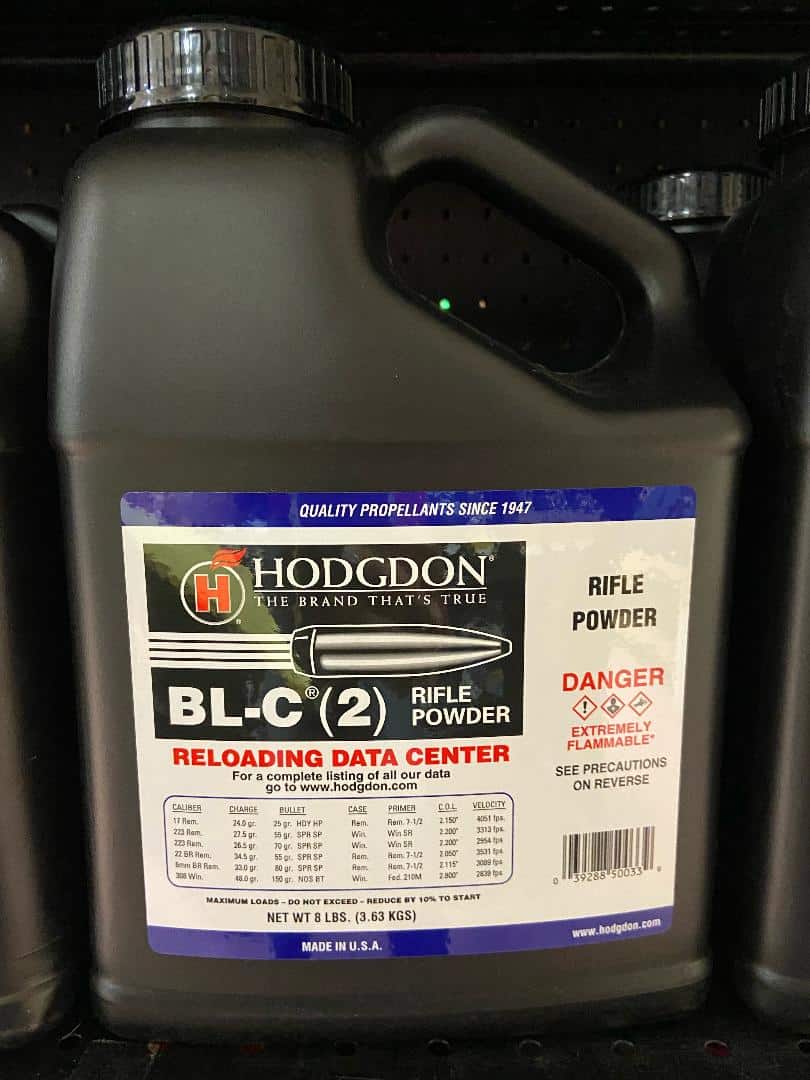 QUALITY PROPELLANTS SINCE 1947
H
HODGDON®
THE BRAND THAT'S TRUE
BL-C® (2) RIFLE POWDER
RELOADING DATA CENTER
For a complete listing of all our data
go to www.hodgdon.com
CALIBER CHARGE BULLET CASE PRIMER C.O.L. VELOCITY
17 Rem. 24.0 gr. 25 gr. HDY HP Rem. Rem. 7-1/2 2.150" 4051 fps.
223 Rem. 27.5 gr. 55 gr. SPR SP Win. Win SR 2.200" 3313 fps.
223 Rem. 26.5 gr. 70 gr. SPR SP Win. Win SR 2.200" 2954 fps
22 BR Rem. 34.5 gr. 55 gr. SPR SP Rem. Rem. 7-1/2 2.050" 3531 fps.
6mm BR Rem. 33.0 gr. 80 gr. SPR SP Rem. Rem. 7-1/2 2.115" 3089 fps
308 Win. 48.0 gr. 150 gr. NOS BT Win. Fed. 210M 2.800" 2839 fps
MAXIMUM LOADS – DO NOT EXCEED – REDUCE BY 10% TO START
NET WT 8 LBS. (3.63 KGS)
MADE IN U.S.A.
RIFLE
POWDER
DANGER
EXTREMELY
FLAMMABLE*
SEE PRECAUTIONS
ON REVERSE
0 39288 50033 9
www.hodgdon.com